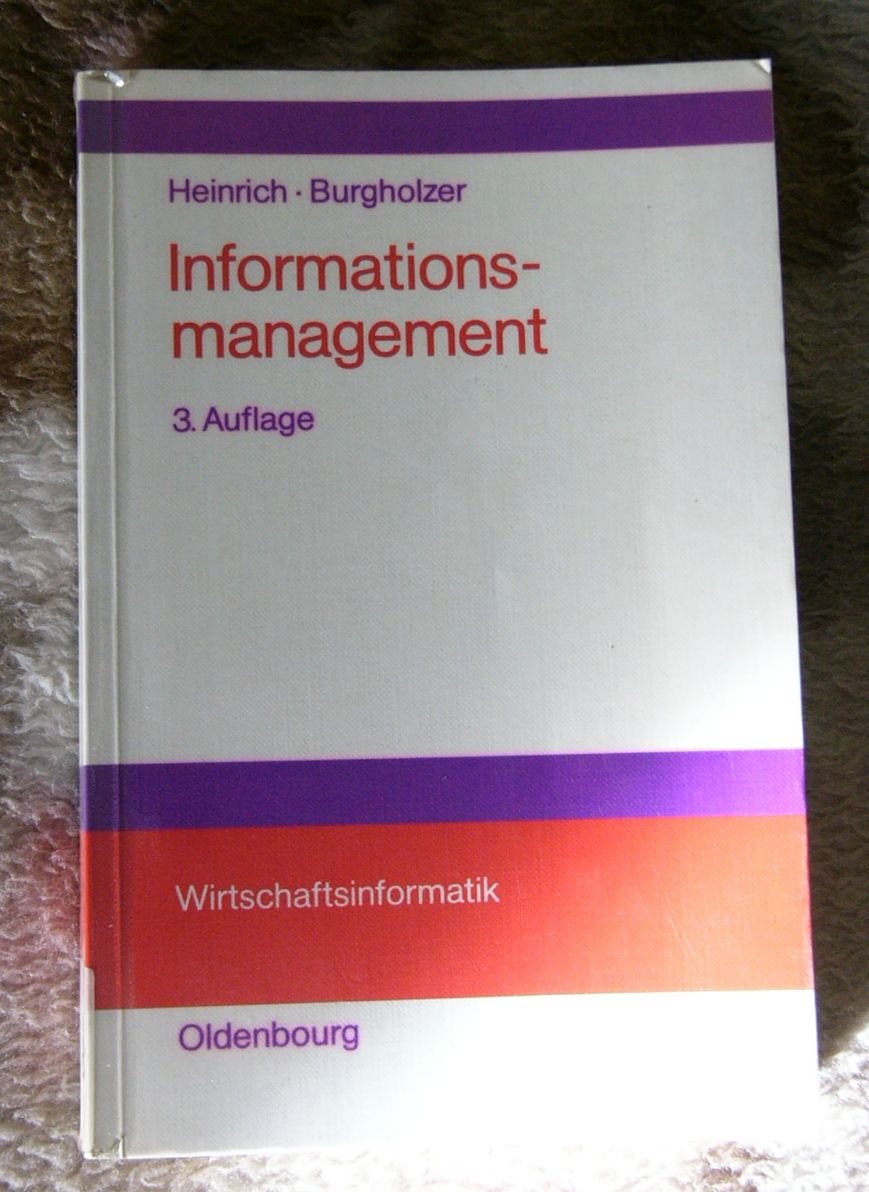 Heinrich · Burgholzer
Informations-
management
3. Auflage
Wirtschaftsinformatik
Oldenbourg